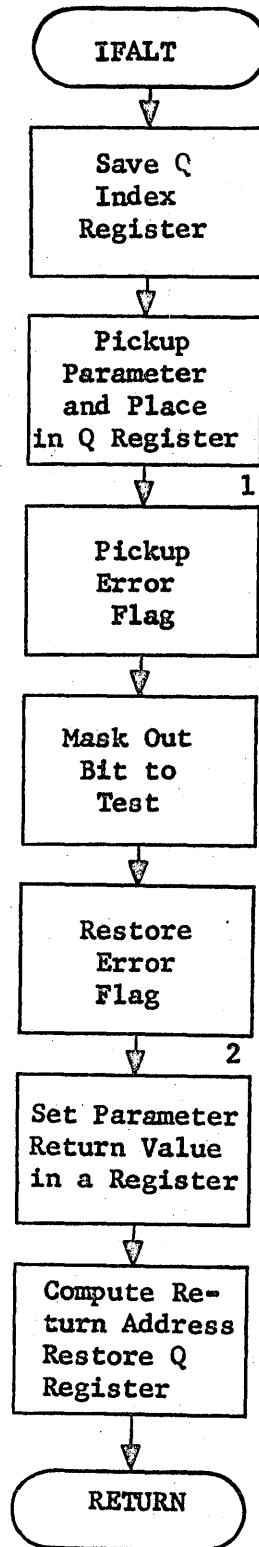 IFALT
Save Q
Index
Register
Pickup
Parameter
and Place
in Q Register
1
Pickup
Error
Flag
Mask Out
Bit to
Test
Restore
Error
Flag
2
Set Parameter
Return Value
in a Register
Compute Re-
turn Address
Restore Q
Register
RETURN